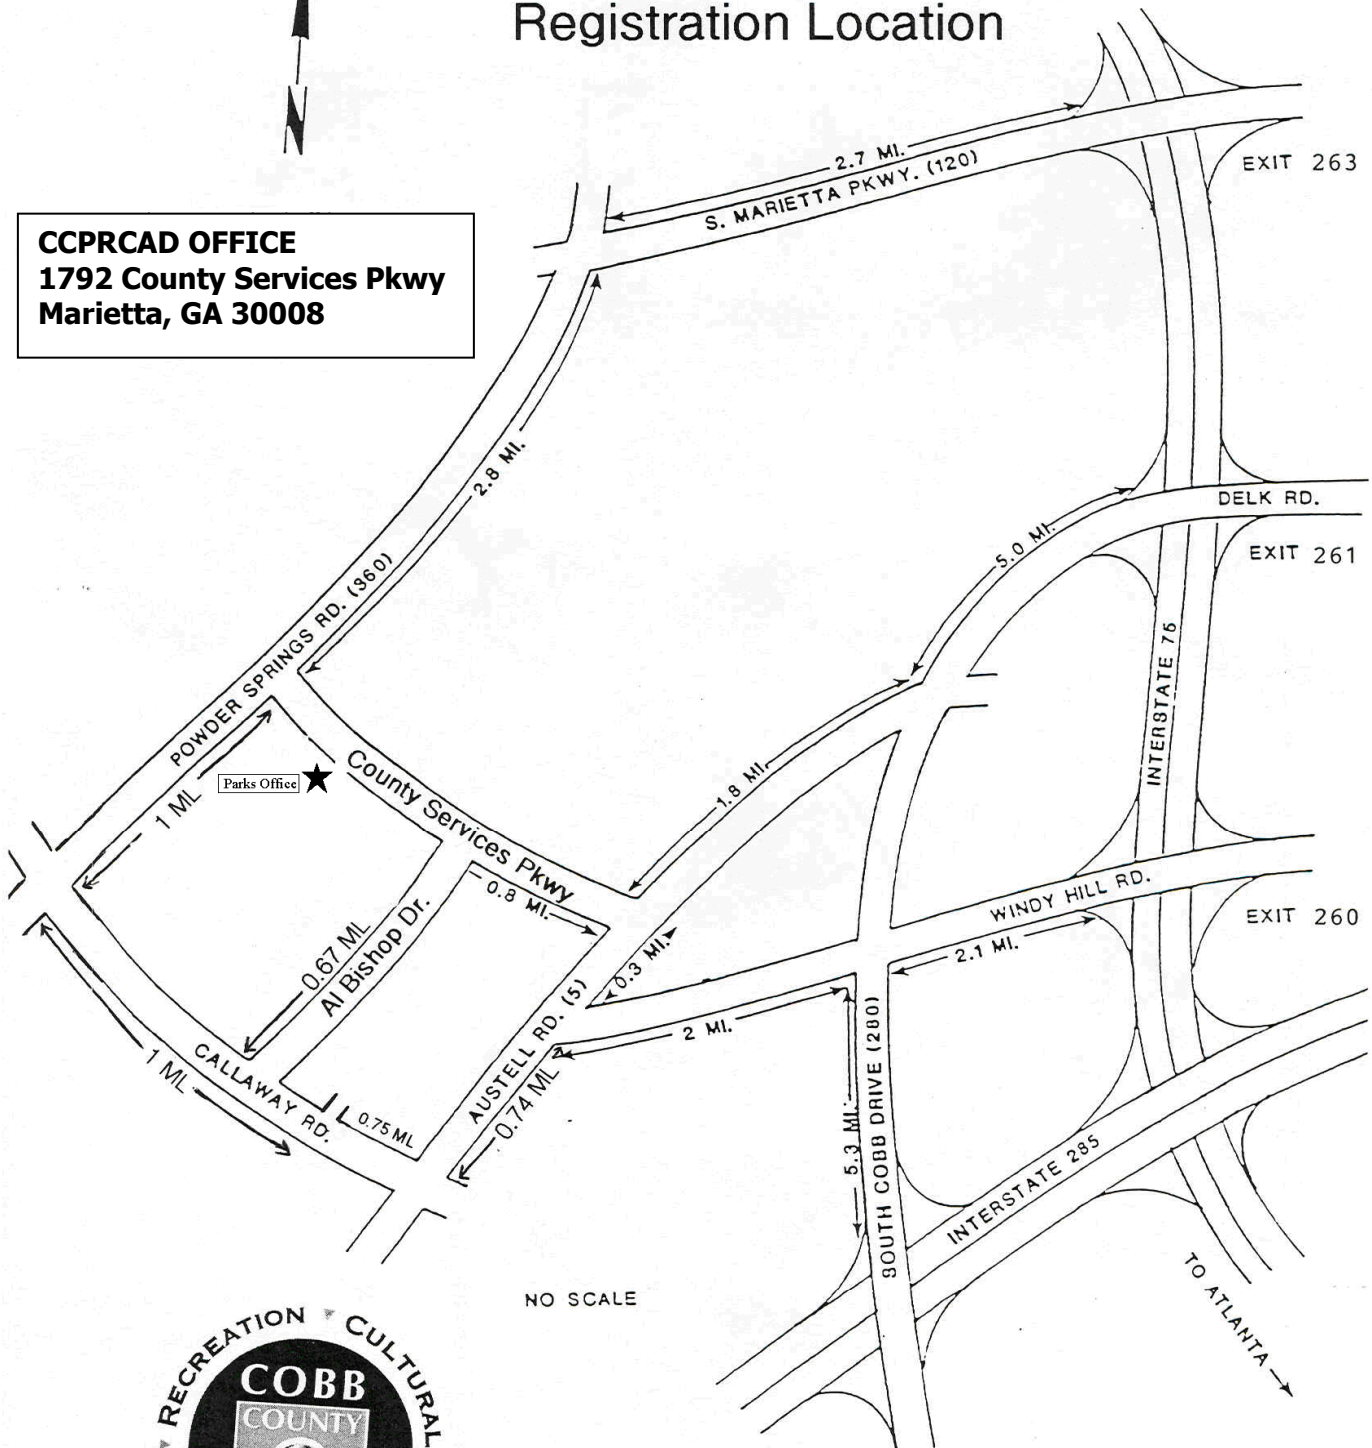 Registration Location
N
2.7 MI.
S. MARIETTA PKWY. (120)
EXIT 263
CCPRCAD OFFICE
1792 County Services Pkwy
Marietta, GA 30008
2.8 MI.
DELK RD.
5.0 MI.
EXIT 261
POWDER SPRINGS RD. (360)
INTERSTATE 75
Parks Office
County Services Pkwy
1 ML
1.8 MI.
0.8 MI.
WINDY HILL RD.
EXIT 260
2.1 MI.
0.67 ML
Al Bishop Dr.
0.3 MI.
AUSTELL RD. (5)
2 MI.
SOUTH COBB DRIVE (280)
CALLAWAY RD.
1 ML
0.75 ML
0.74 ML
5.3 MI.
INTERSTATE 285
TO ATLANTA
NO SCALE
RECREATION CULTURAL
COBB
COUNTY